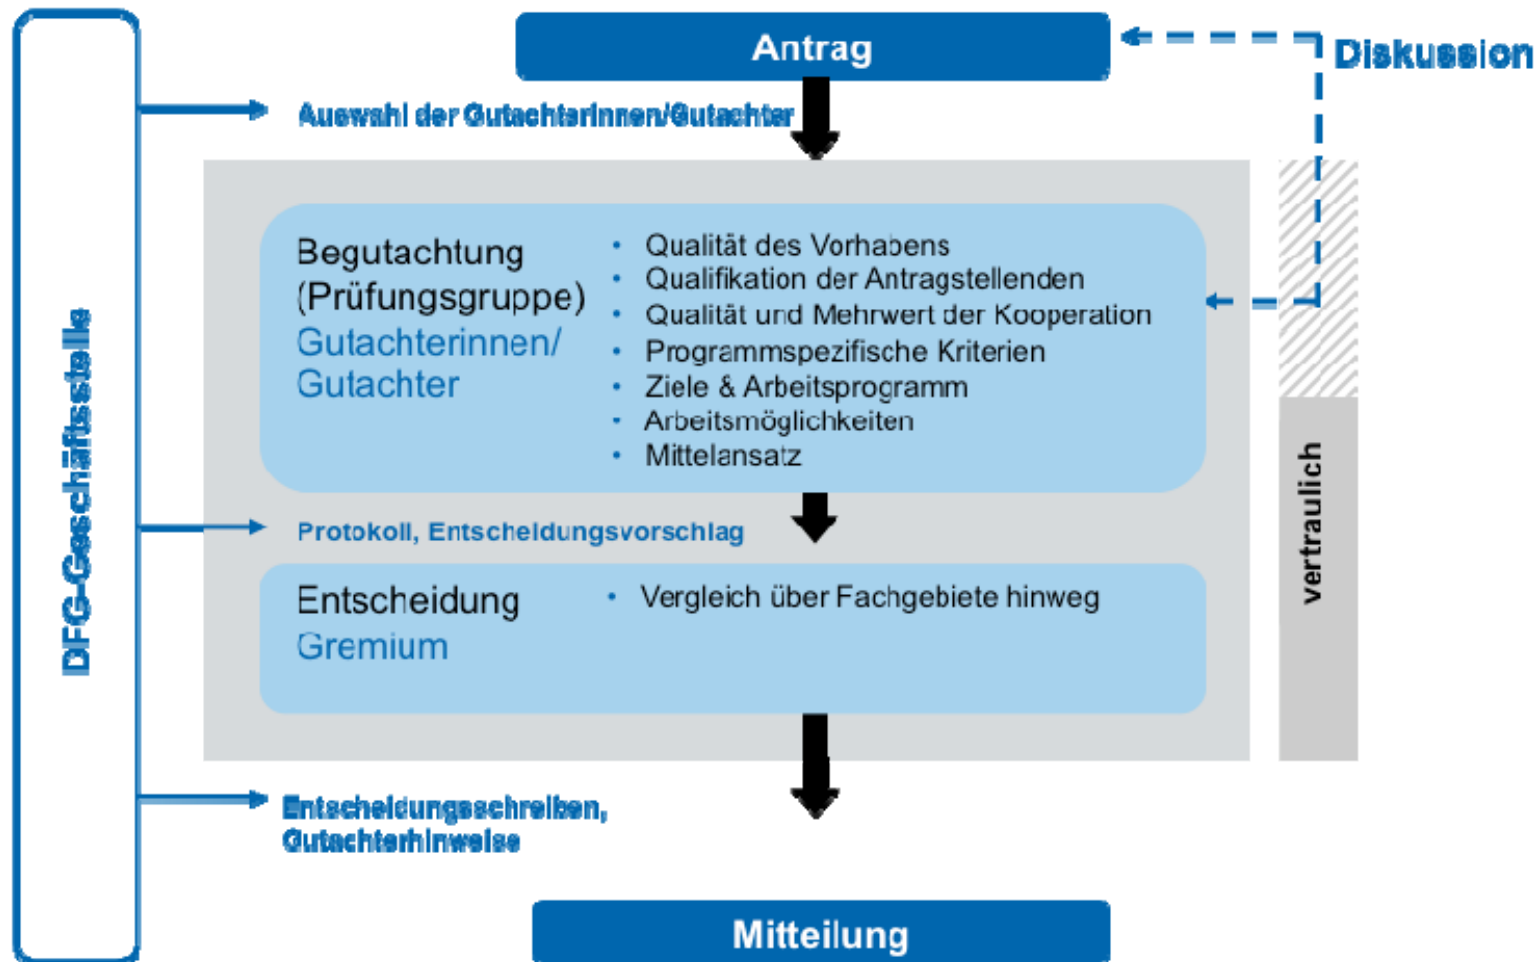 Antrag
Diskussion
Auswahl der Gutachterinnen/Gutachter
DFG-Geschäftsstelle
Begutachtung
(Prüfungsgruppe)
Gutachterinnen/
Gutachter
• Qualität des Vorhabens
• Qualifikation der Antragstellenden
• Qualität und Mehrwert der Kooperation
• Programmspezifische Kriterien
• Ziele & Arbeitsprogramm
• Arbeitsmöglichkeiten
• Mittelansatz
vertraulich
Protokoll, Entscheidungsvorschlag
Entscheidung
Gremium
• Vergleich über Fachgebiete hinweg
Entscheidungsschreiben,
Gutachterhinweise
Mitteilung